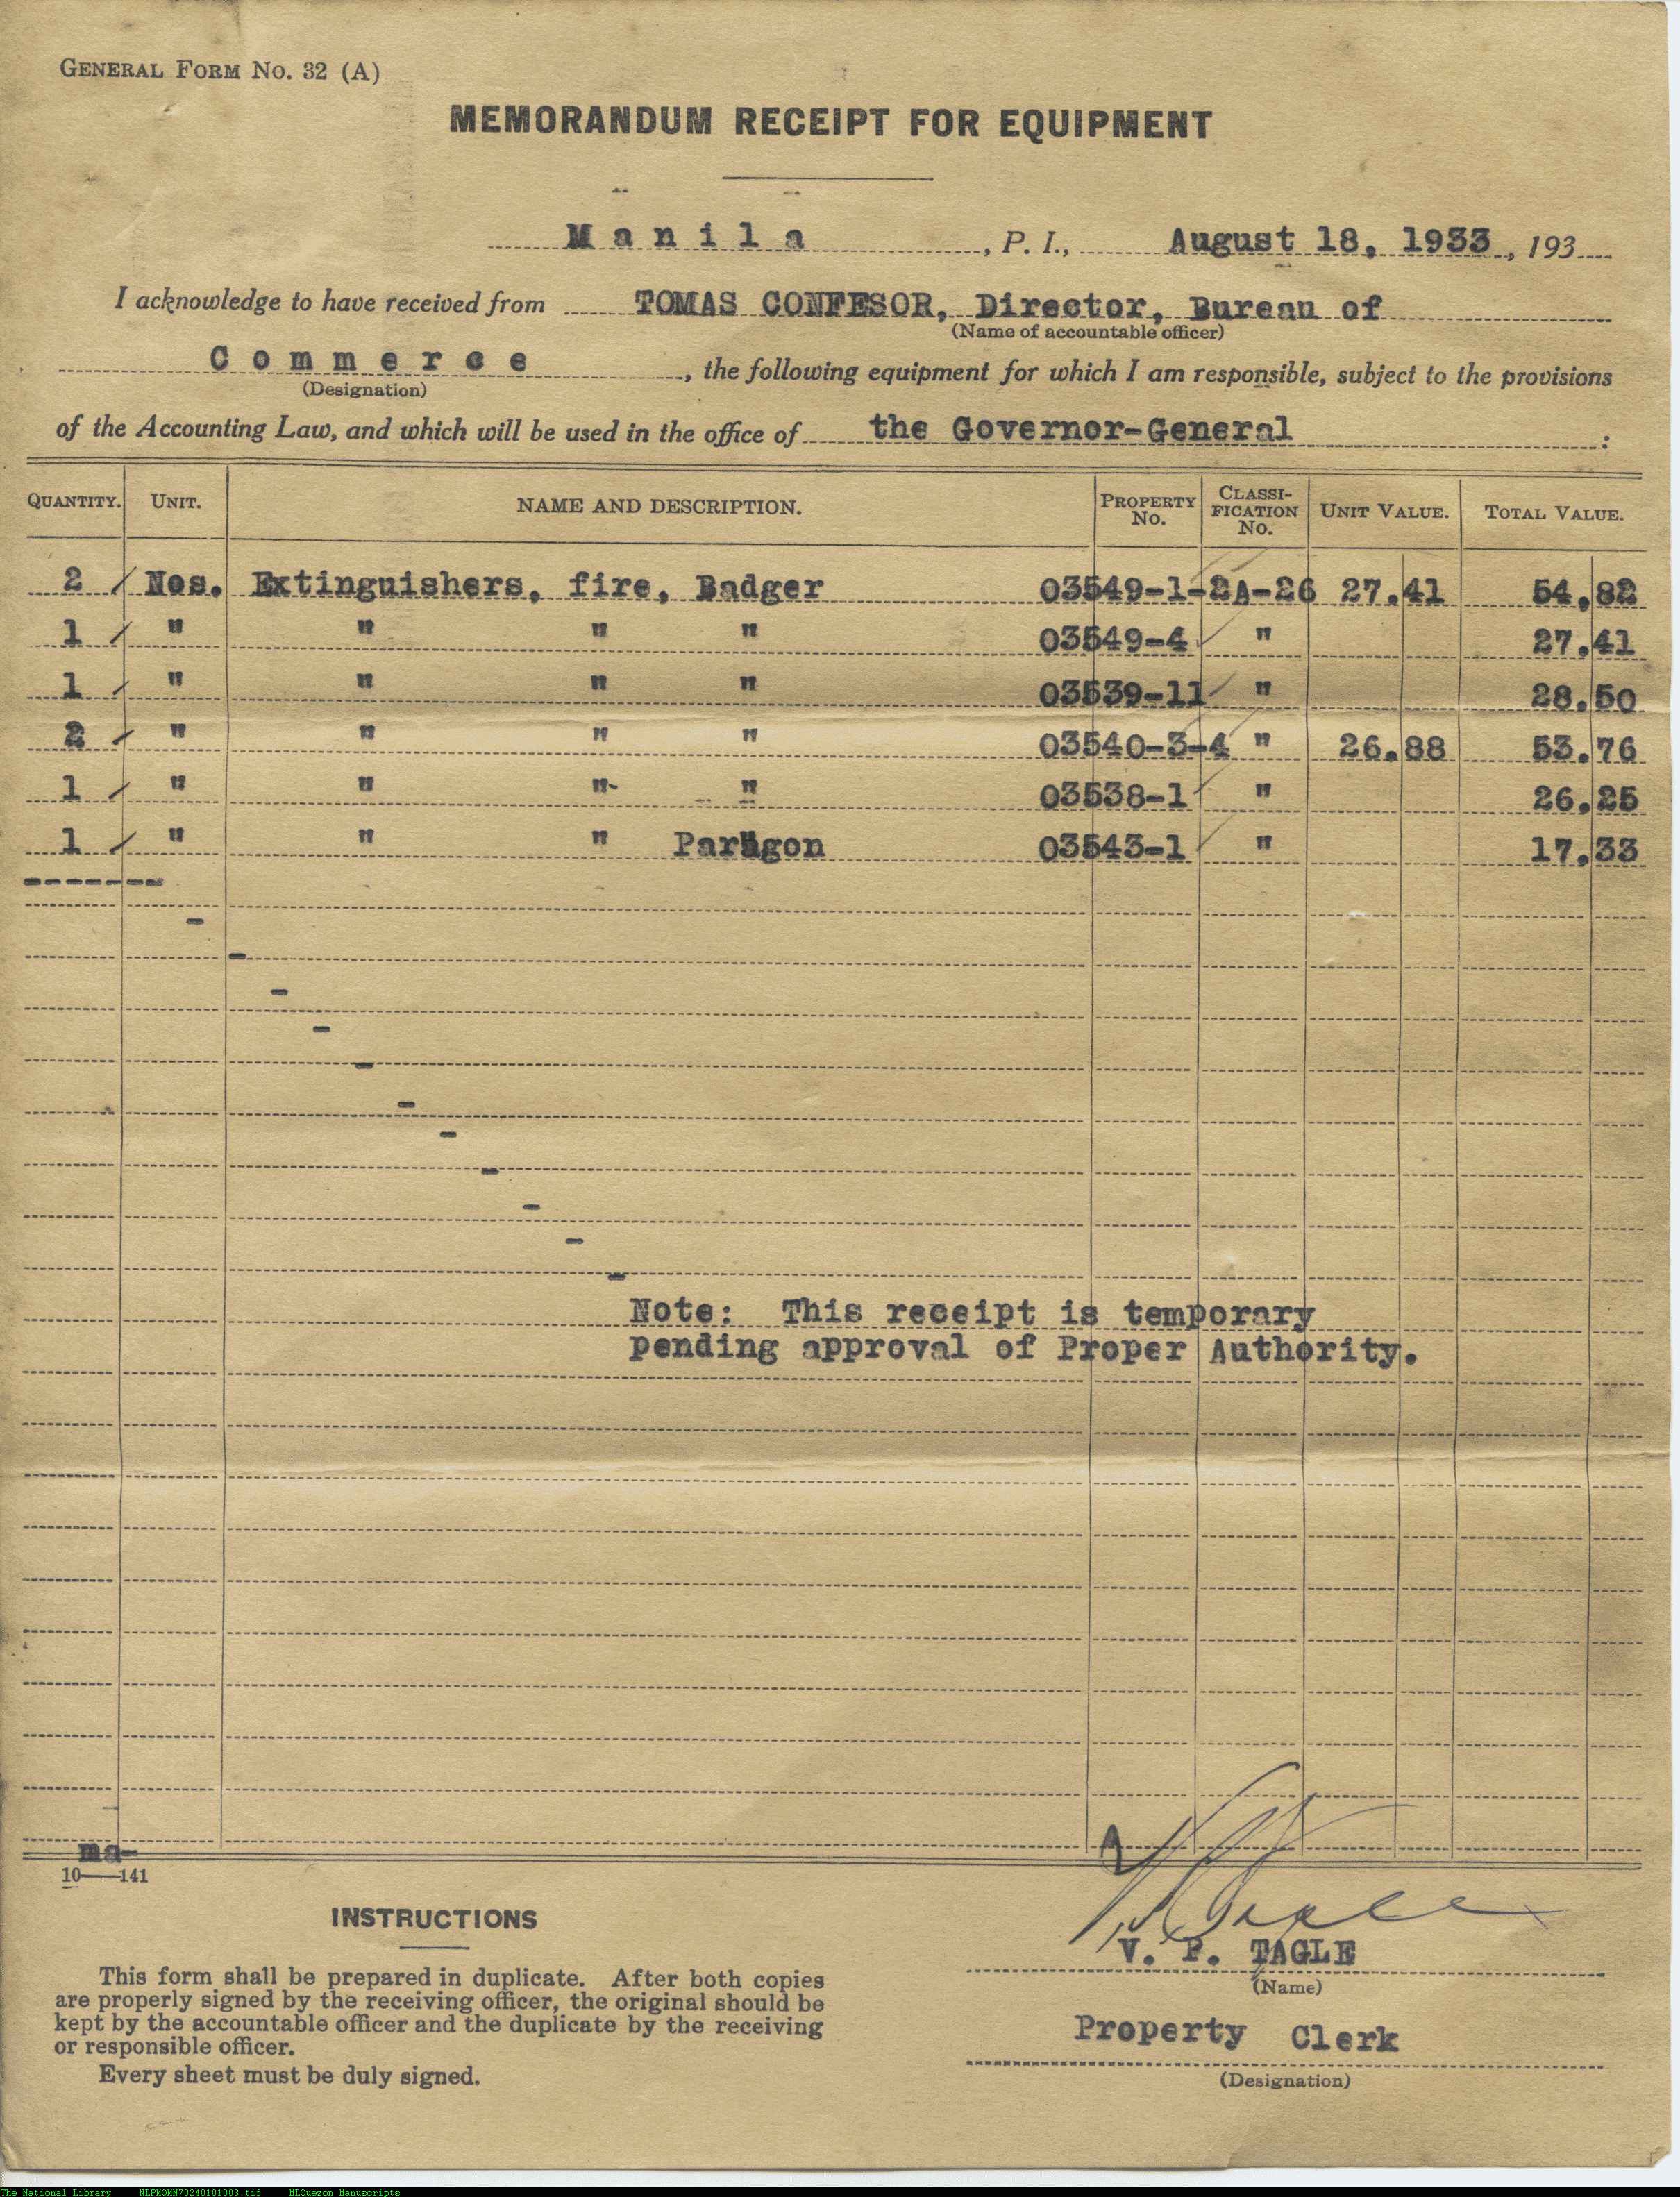 GENERAL FORM NO. 32 (A)
MEMORANDUM RECEIPT FOR EQUIPMENT
M a n i l a , P. I., August 18, 1933 , 193
I acknowledge to have received from TOMAS CONFESOR, Director, Bureau of
(Name of accountable officer)
C o m m e r c e , the following equipment for which I am responsible, subject to the provisions
(Designation)
of the Accounting Law, and which will be used in the office of the Governor-General :
QUANTITY. UNIT. NAME AND DESCRIPTION. PROPERTY No. CLASSI-FICATION No. UNIT VALUE. TOTAL VALUE.
2 / Nos. Extinguishers, fire, Badger 03549-1-2A-26 27.41 54.82
1 / " " " " 03549-4 " 27.41
1 / " " " " 03539-11 " 28.50
2 / " " " " 03540-3-4 " 26.88 53.76
1 / " " " " 03538-1 " 26.25
1 / " " " Paragon 03543-1 " 17.33
Note: This receipt is temporary
pending approval of Proper Authority.
ma-
10—141
INSTRUCTIONS
This form shall be prepared in duplicate. After both copies
are properly signed by the receiving officer, the original should be
kept by the accountable officer and the duplicate by the receiving
or responsible officer.
Every sheet must be duly signed.
V. P. TAGLE
(Name)
Property Clerk
(Designation)
The National Library NLPMQMN70240101003.tif MLQuezon Manuscripts